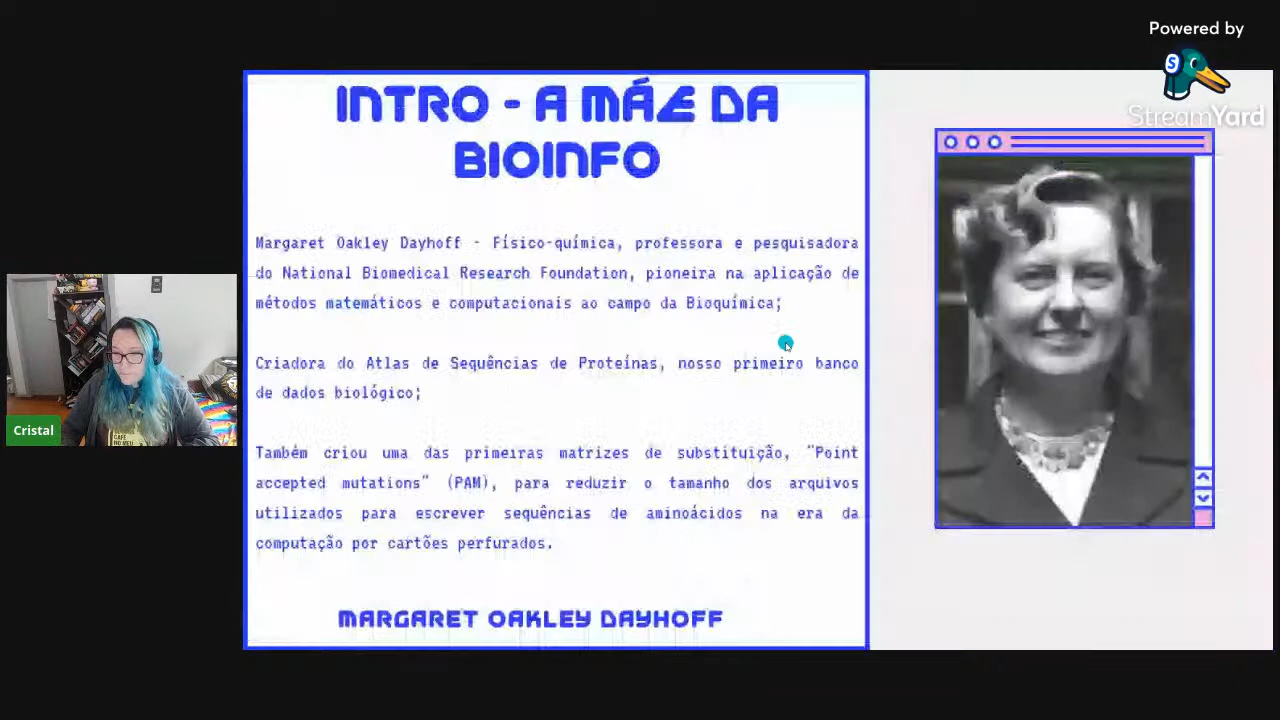 Powered by
StreamYard
INTRO - A MÁE DA
BIOINFO
Margaret Oakley Dayhoff - Físico-química, professora e pesquisadora
do National Biomedical Research Foundation, pioneira na aplicação de
métodos matemáticos e computacionais ao campo da Bioquímica;
Criadora do Atlas de Sequências de Proteínas, nosso primeiro banco
de dados biológico;
Também criou uma das primeiras matrizes de substituição, "Point
accepted mutations" (PAM), para reduzir o tamanho dos arquivos
utilizados para escrever sequências de aminoácidos na era da
computação por cartões perfurados.
MARGARET OAKLEY DAYHOFF
Cristal
CAFE
NO MEU